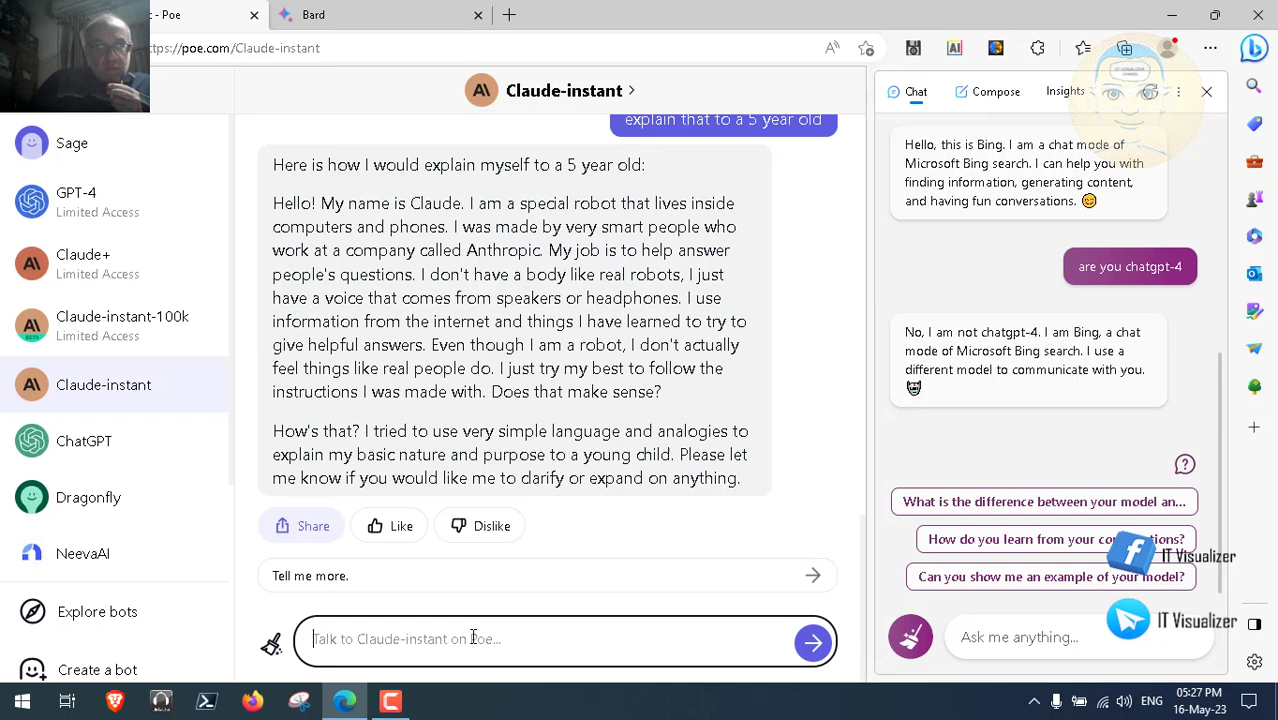 - Poe
Bard
https://poe.com/Claude-instant
Sage
GPT-4
Limited Access
Claude+
Limited Access
Claude-instant-100k
BETA
Limited Access
Claude-instant
ChatGPT
Dragonfly
NeevaAI
Explore bots
Create a bot
Claude-instant
explain that to a 5 year old
Here is how I would explain myself to a 5 year old:
Hello! My name is Claude. I am a special robot that lives inside
computers and phones. I was made by very smart people who
work at a company called Anthropic. My job is to help answer
people's questions. I don't have a body like real robots, I just
have a voice that comes from speakers or headphones. I use
information from the internet and things I have learned to try to
give helpful answers. Even though I am a robot, I don't actually
feel things like real people do. I just try my best to follow the
instructions I was made with. Does that make sense?
How's that? I tried to use very simple language and analogies to
explain my basic nature and purpose to a young child. Please let
me know if you would like me to clarify or expand on anything.
Share
Like
Dislike
Tell me more.
Talk to Claude-instant on Poe...
Chat
Compose
Insights
IT VISUALIZER
CHANNEL
Hello, this is Bing. I am a chat mode of
Microsoft Bing search. I can help you with
finding information, generating content,
and having fun conversations. 😊
are you chatgpt-4
No, I am not chatgpt-4. I am Bing, a chat
mode of Microsoft Bing search. I use a
different model to communicate with you.
What is the difference between your model an...
How do you learn from your conversations?
Can you show me an example of your model?
IT Visualizer
IT Visualizer
Ask me anything...
ENG
05:27 PM
16-May-23